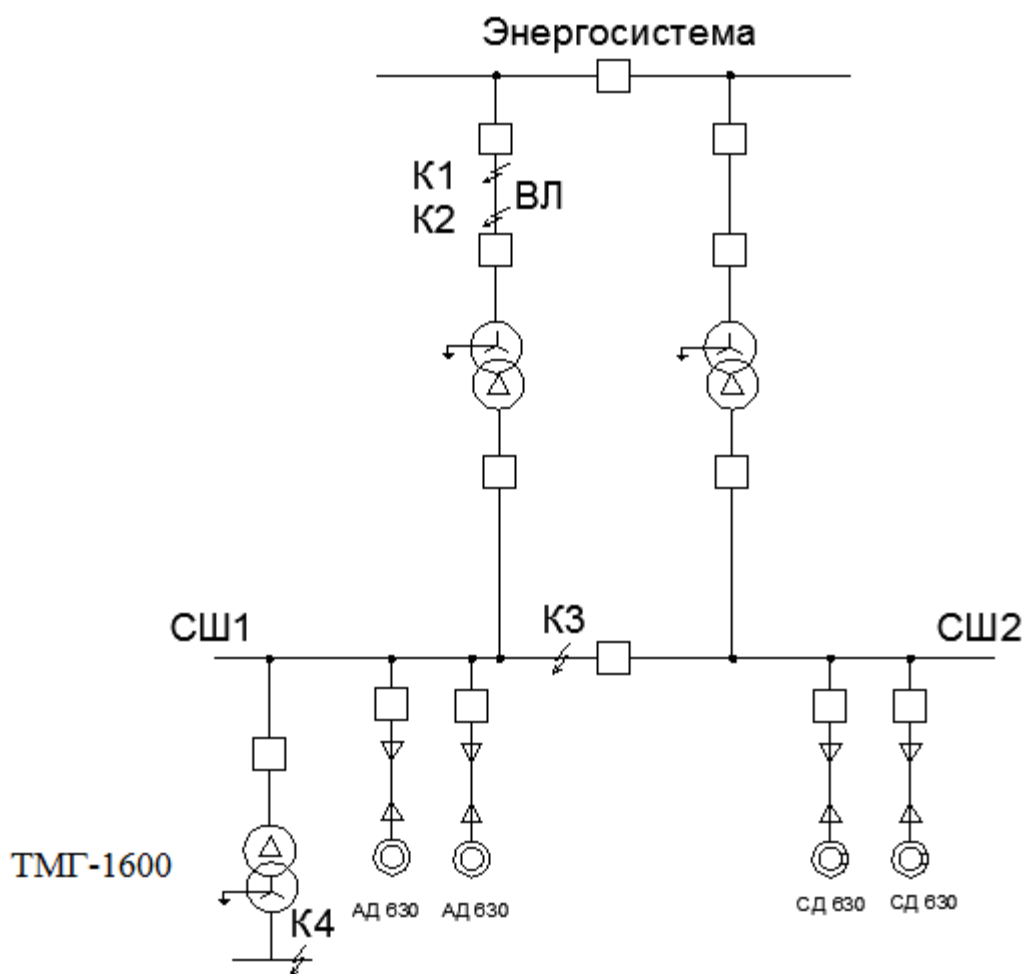 Энергосистема
К1
К2
ВЛ
К3
СШ1
СШ2
ТМГ-1600
АД 630
АД 630
СД 630
СД 630
К4